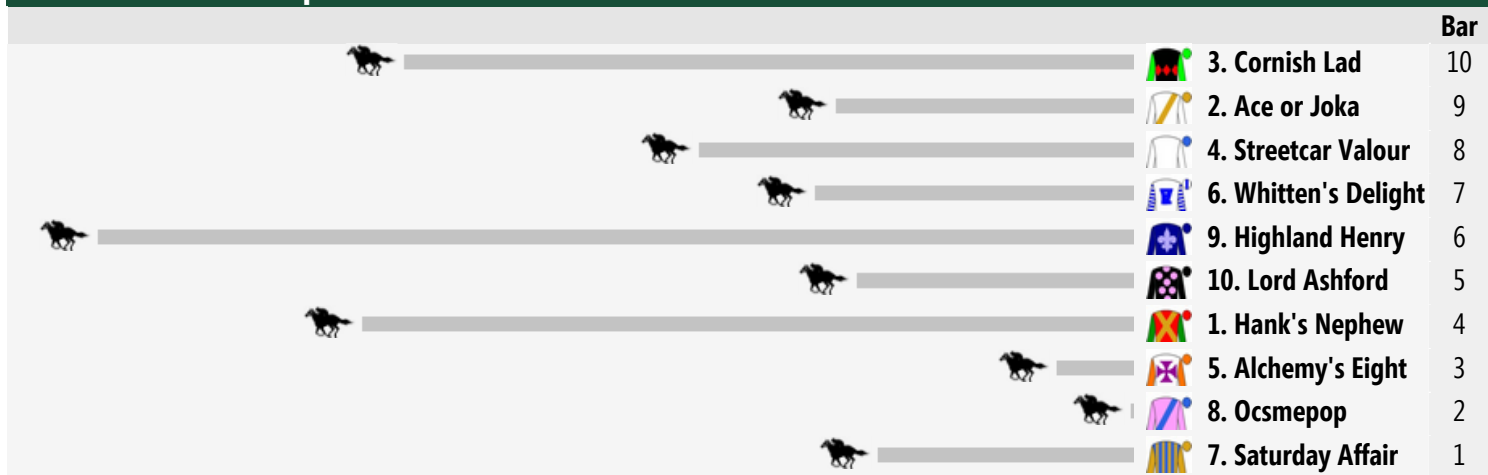 Bar
3. Cornish Lad 10
2. Ace or Joka 9
4. Streetcar Valour 8
6. Whitten's Delight 7
9. Highland Henry 6
10. Lord Ashford 5
1. Hank's Nephew 4
5. Alchemy's Eight 3
8. Ocsmepop 2
7. Saturday Affair 1